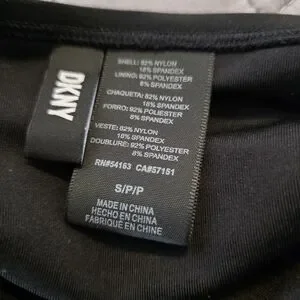 DKNY
SHELL: 82% NYLON
18% SPANDEX
LINING: 92% POLYESTER
8% SPANDEX
CHAQUETA: 82% NYLON
18% SPANDEX
FORRO: 92% POLIESTER
8% SPANDEX
VESTE: 82% NYLON
18% SPANDEX
DOUBLURE: 92% POLYESTER
8% SPANDEX
RN#54163 CA#57151
S/P/P
MADE IN CHINA
HECHO EN CHINA
FABRIQUÉ EN CHINE